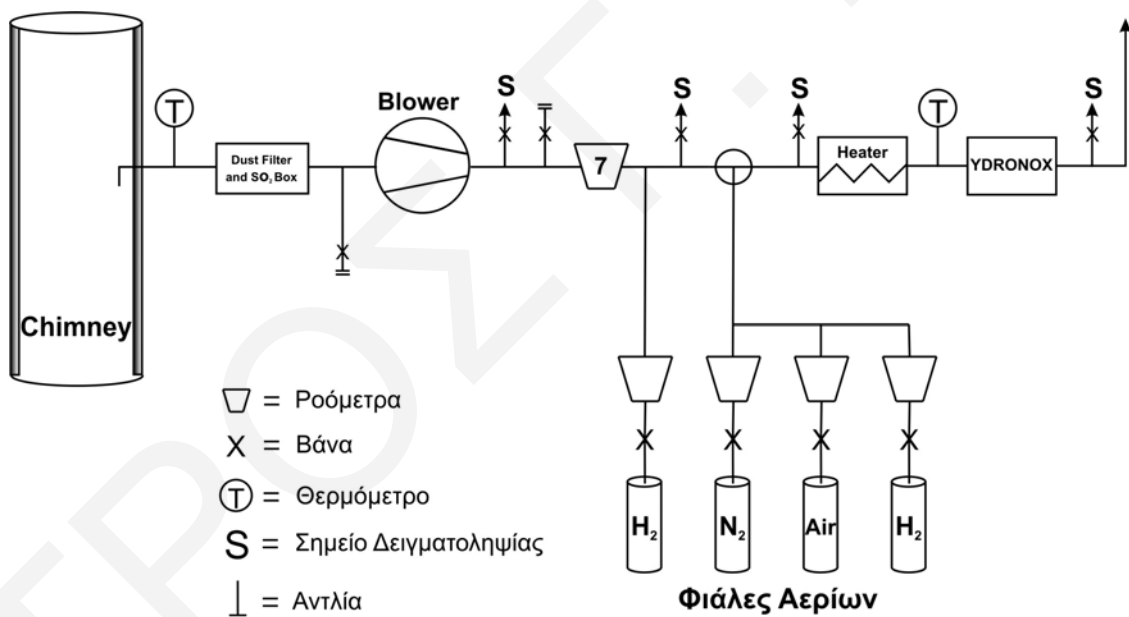 S
S
S
S
T
T
Blower
Dust Filter
and SO₂ Box
7
Heater
YDRONOX
Chimney
= Ροόμετρα
X = Βάνα
T = Θερμόμετρο
S = Σημείο Δειγματοληψίας
= Αντλία
H₂
N₂
Air
H₂
Φιάλες Αερίων
ΤΡΟΣ Γ.